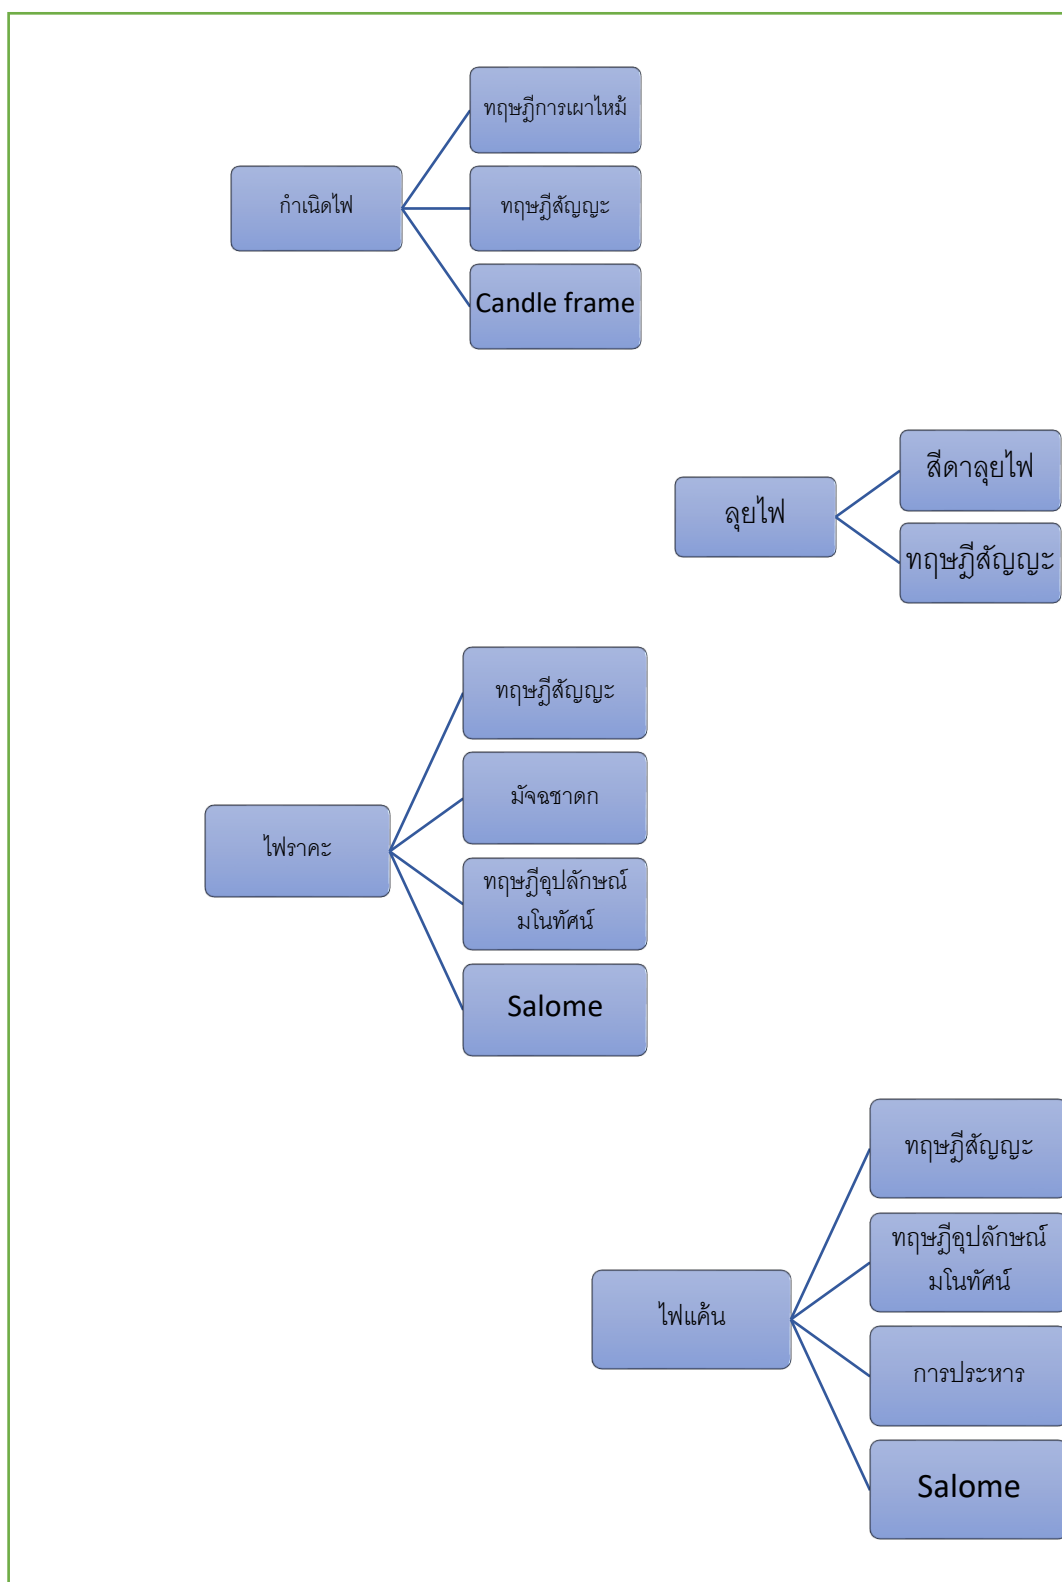 กำเนิดไฟ
ทฤษฎีการเผาไหม้
ทฤษฎีสัญญะ
Candle frame
ลุยไฟ
สีดาลุยไฟ
ทฤษฎีสัญญะ
ไฟราคะ
ทฤษฎีสัญญะ
มัจฉชาดก
ทฤษฎีอุปลักษณ์
มโนทัศน์
Salome
ไฟแค้น
ทฤษฎีสัญญะ
ทฤษฎีอุปลักษณ์
มโนทัศน์
การประหาร
Salome